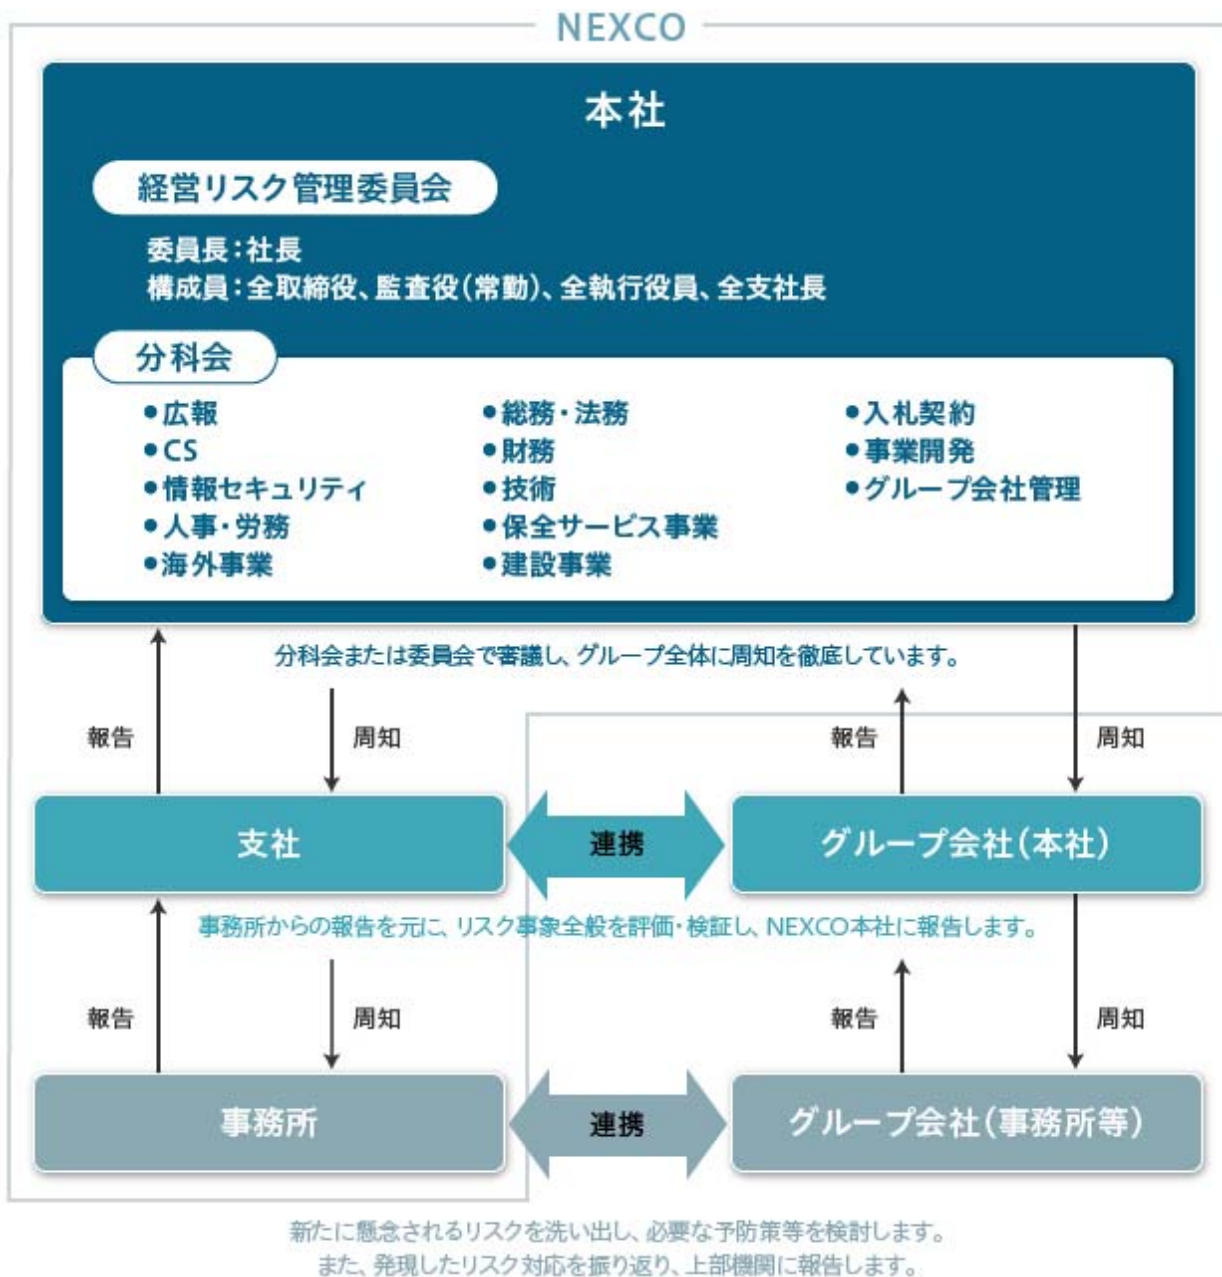 NEXCO
本社
経営リスク管理委員会
委員長：社長
構成員：全取締役、監査役（常勤）、全執行役員、全支社長
分科会
●広報
●CS
●情報セキュリティ
●人事・労務
●海外事業
●総務・法務
●財務
●技術
●保全サービス事業
●建設事業
●入札契約
●事業開発
●グループ会社管理
分科会または委員会で審議し、グループ全体に周知を徹底しています。
報告
周知
報告
周知
支社
連携
グループ会社（本社）
事務所からの報告を元に、リスク事象全般を評価・検証し、NEXCO本社に報告します。
報告
周知
報告
周知
事務所
連携
グループ会社（事務所等）
新たに懸念されるリスクを洗い出し、必要な予防策等を検討します。
また、発現したリスク対応を振り返り、上部機関に報告します。